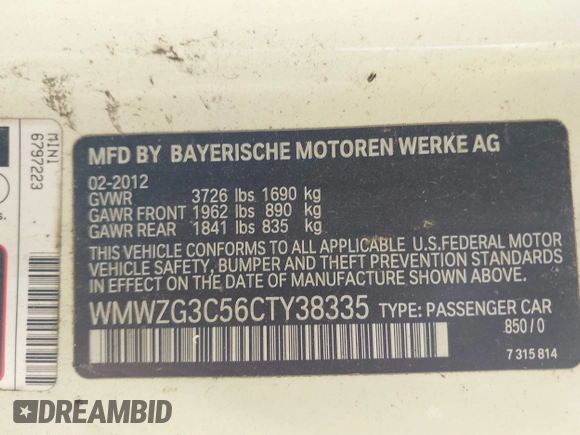 MINI
6797223
s.
MFD BY BAYERISCHE MOTOREN WERKE AG
02-2012
GVWR 3726 lbs 1690 kg
GAWR FRONT 1962 lbs 890 kg
GAWR REAR 1841 lbs 835 kg
THIS VEHICLE CONFORMS TO ALL APPLICABLE U.S.FEDERAL MOTOR
VEHICLE SAFETY, BUMPER AND THEFT PREVENTION STANDARDS
IN EFFECT ON THE DATE OF MANUFACTURE SHOWN ABOVE.
WMWZG3C56CTY38335 TYPE: PASSENGER CAR
850/0
7 315 814
DREAMBID